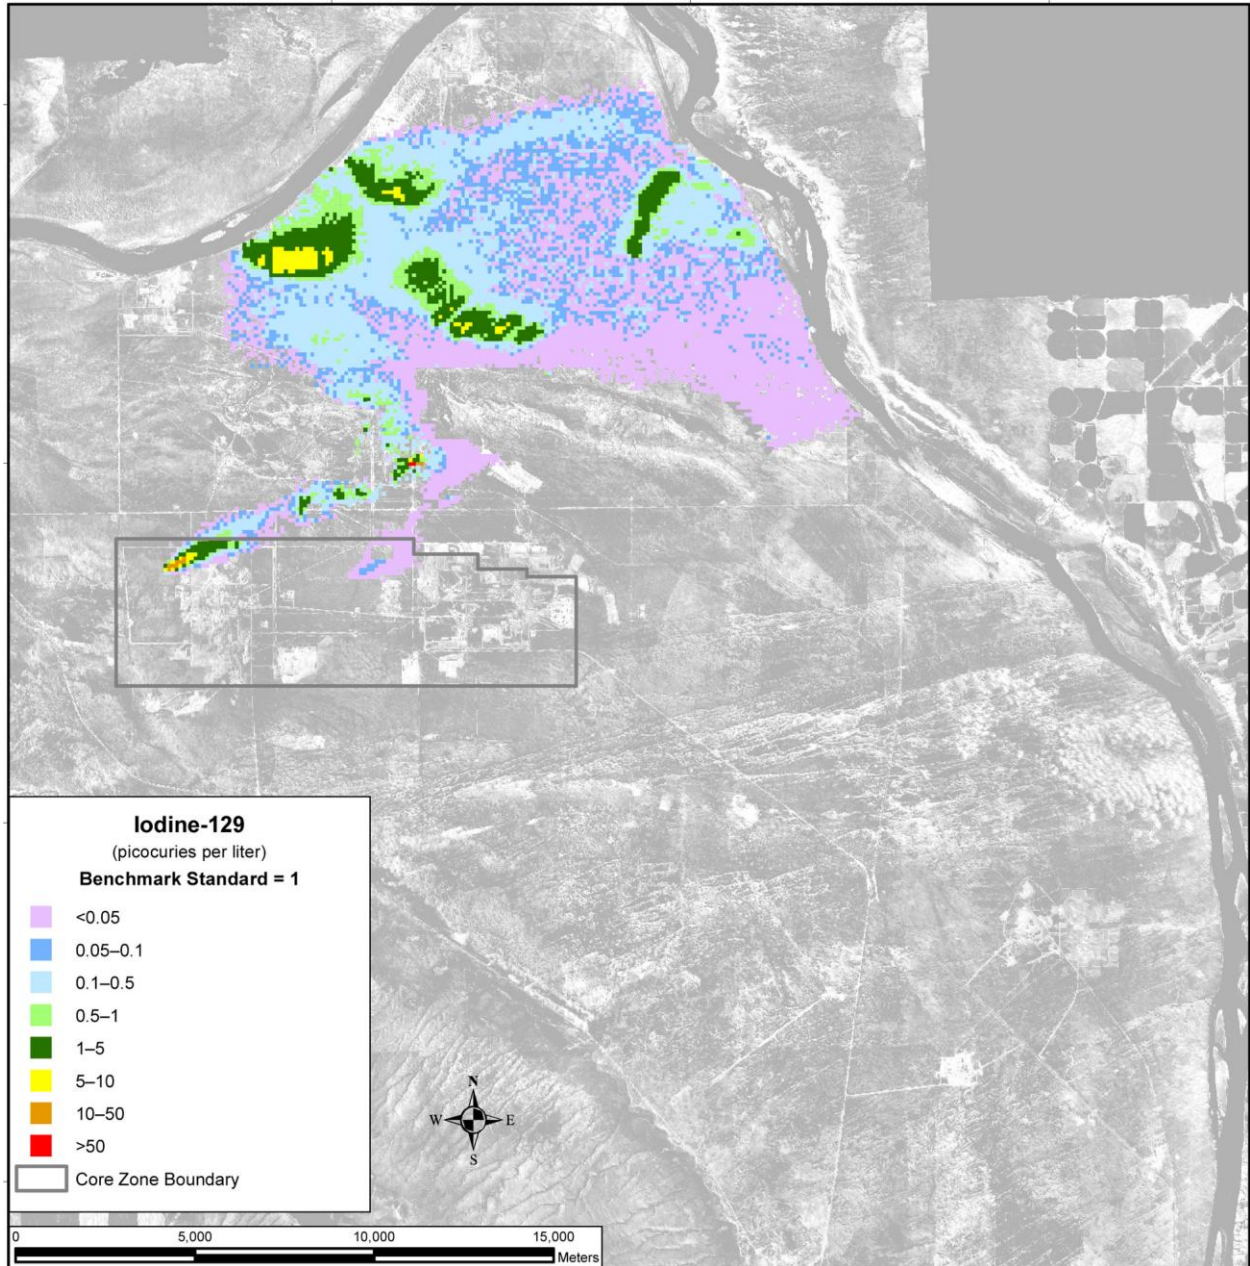 Iodine-129
(picocuries per liter)
Benchmark Standard = 1
<0.05
0.05–0.1
0.1–0.5
0.5–1
1–5
5–10
10–50
>50
Core Zone Boundary
N
W E
S
0 5,000 10,000 15,000
Meters